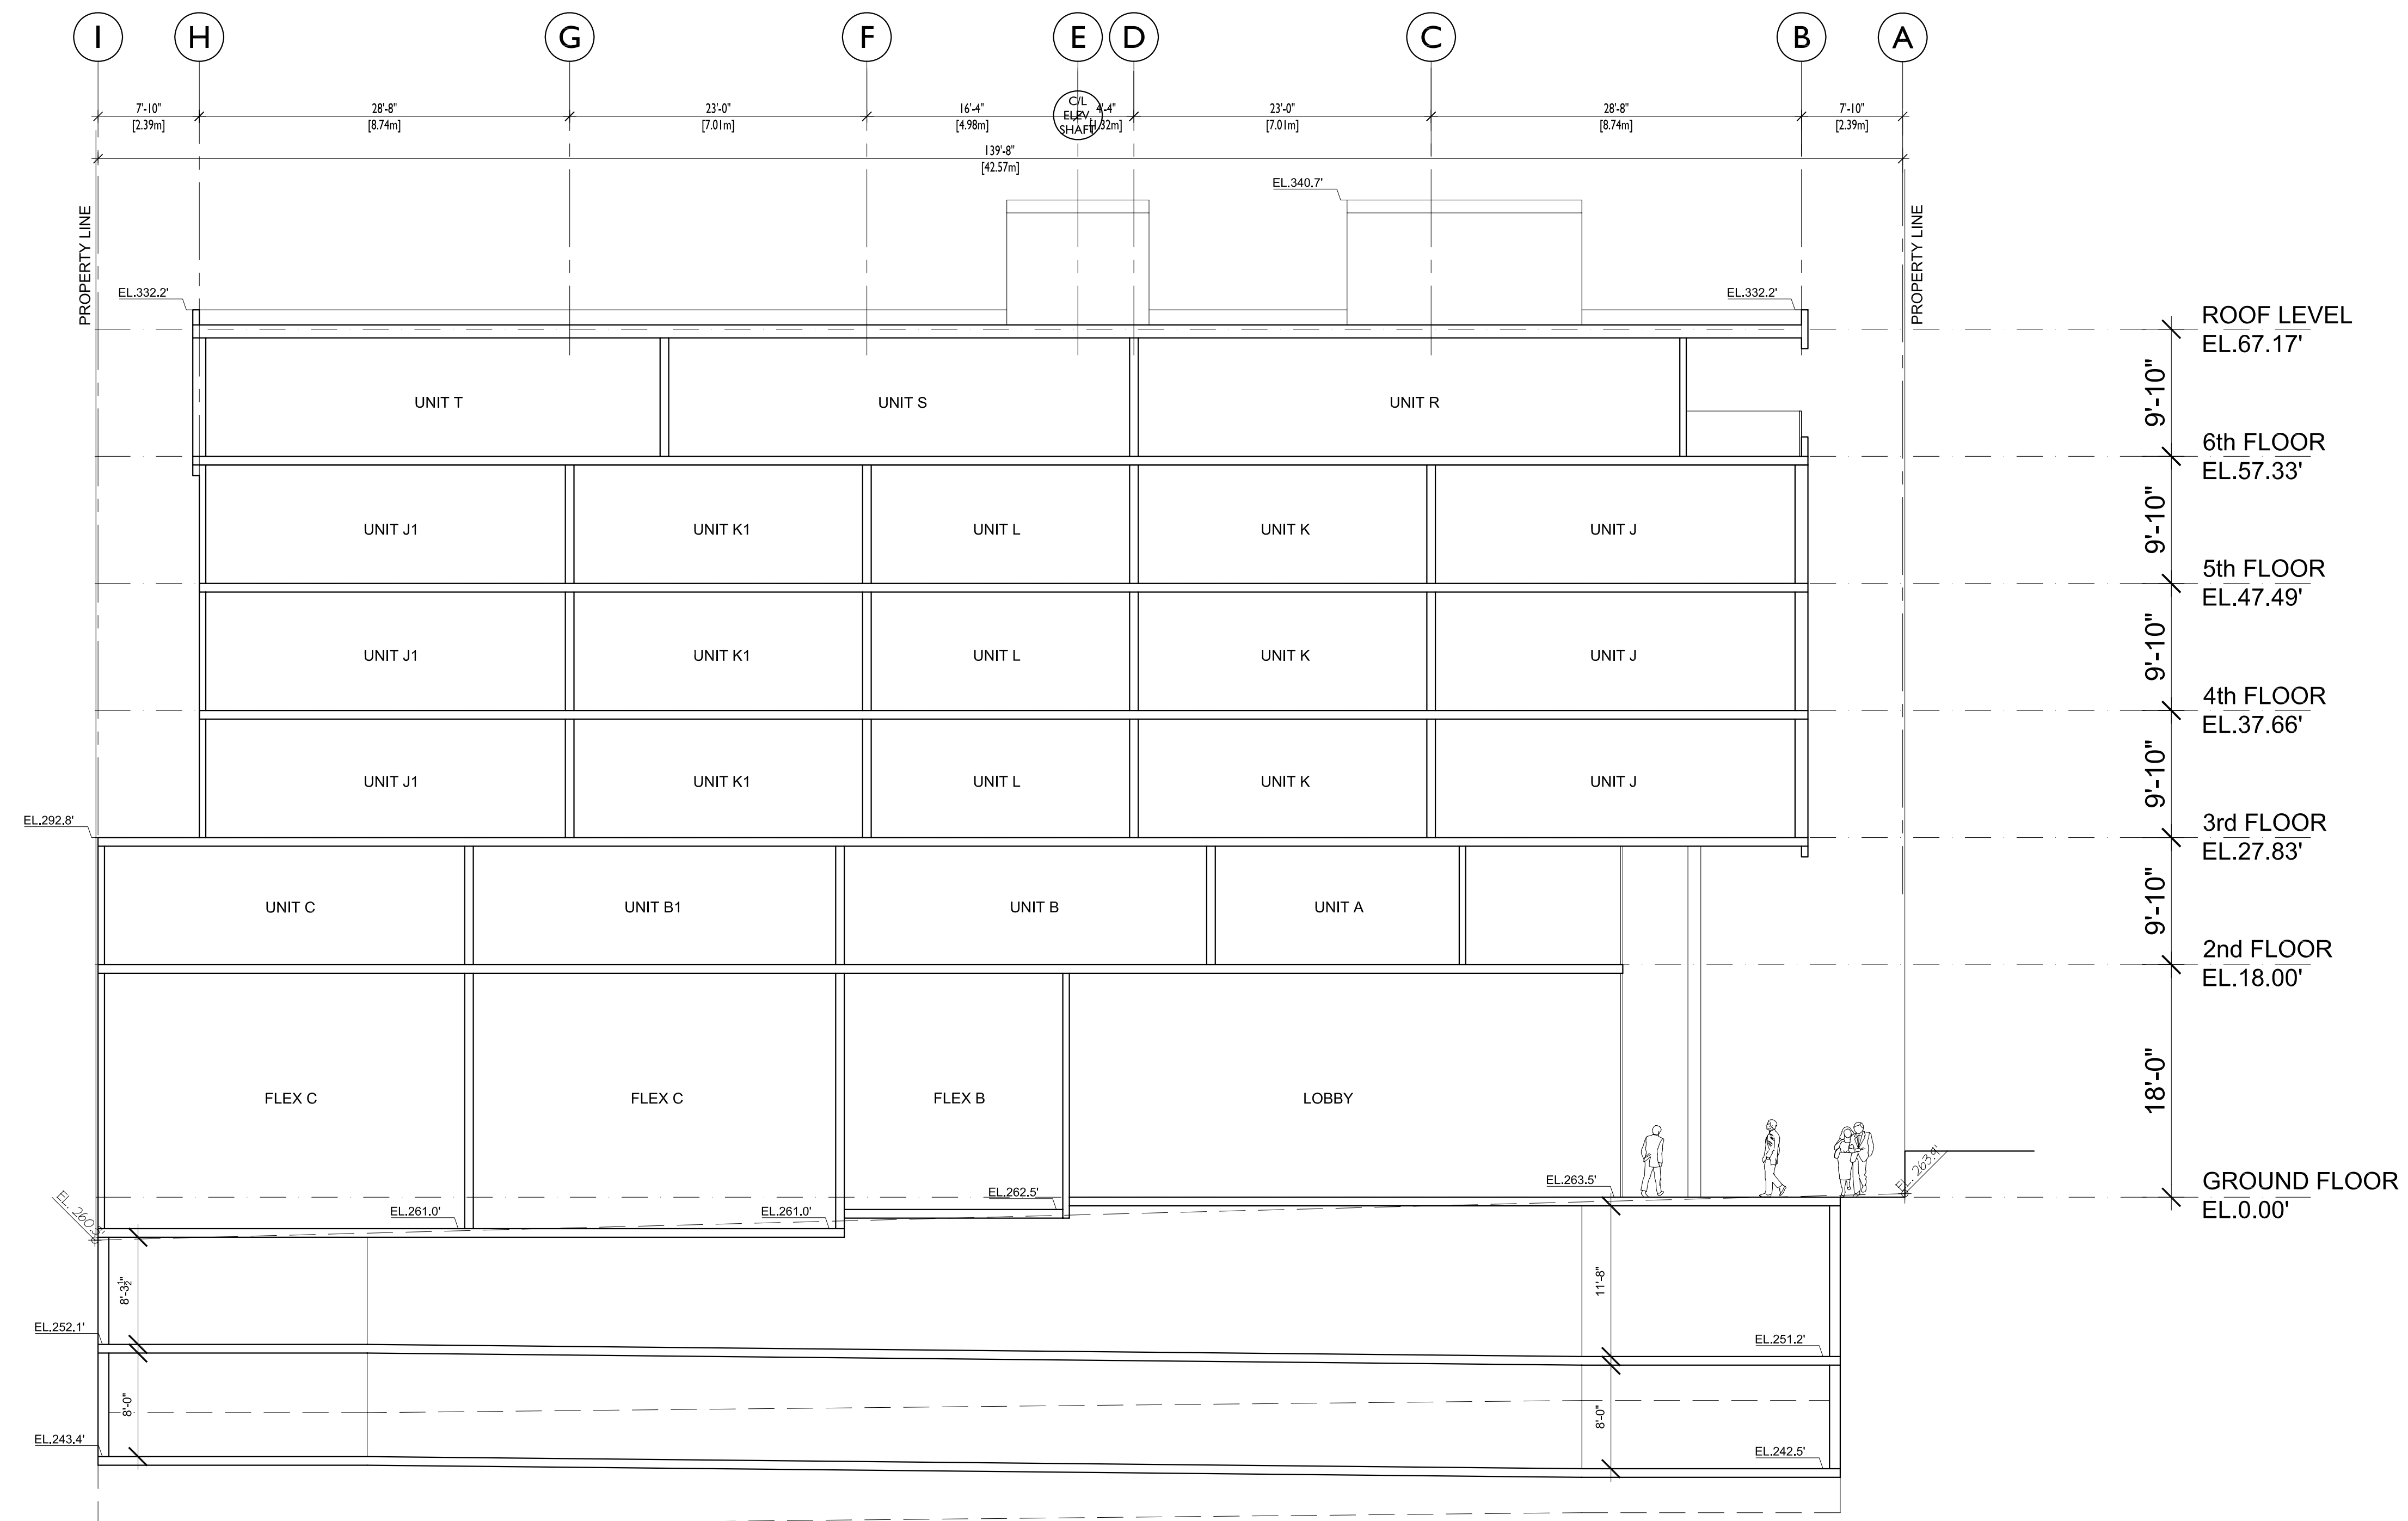 I H G F E D C B A
7'-10" 28'-8" 23'-0" 16'-4" 4'-4" 23'-0" 28'-8" 7'-10"
[2.39m] [8.74m] [7.01m] [4.98m] [1.32m] [7.01m] [8.74m] [2.39m]
C/L
ELEV
SHAFT
139'-8"
[42.57m]
PROPERTY LINE
PROPERTY LINE
EL.340.7'
EL.332.2'
EL.332.2'
ROOF LEVEL
EL.67.17'
9'-10"
UNIT T UNIT S UNIT R
6th FLOOR
EL.57.33'
9'-10"
UNIT J1 UNIT K1 UNIT L UNIT K UNIT J
5th FLOOR
EL.47.49'
9'-10"
UNIT J1 UNIT K1 UNIT L UNIT K UNIT J
4th FLOOR
EL.37.66'
9'-10"
UNIT J1 UNIT K1 UNIT L UNIT K UNIT J
EL.292.8'
3rd FLOOR
EL.27.83'
9'-10"
UNIT C UNIT B1 UNIT B UNIT A
2nd FLOOR
EL.18.00'
18'-0"
FLEX C FLEX C FLEX B LOBBY
EL. 263.9'
EL.263.5'
EL.262.5'
EL.261.0'
EL.261.0'
GROUND FLOOR
EL.0.00'
8'-3½"
11'-8"
EL.252.1'
EL.251.2'
8'-0"
8'-0"
EL.243.4'
EL.242.5'